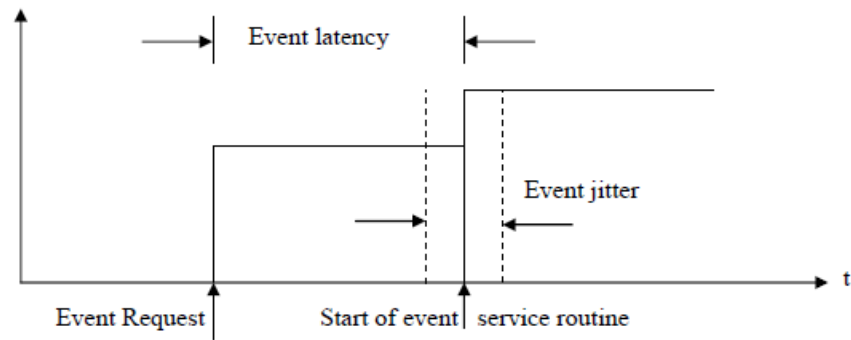 Event latency
Event jitter
t
Event Request
Start of event service routine